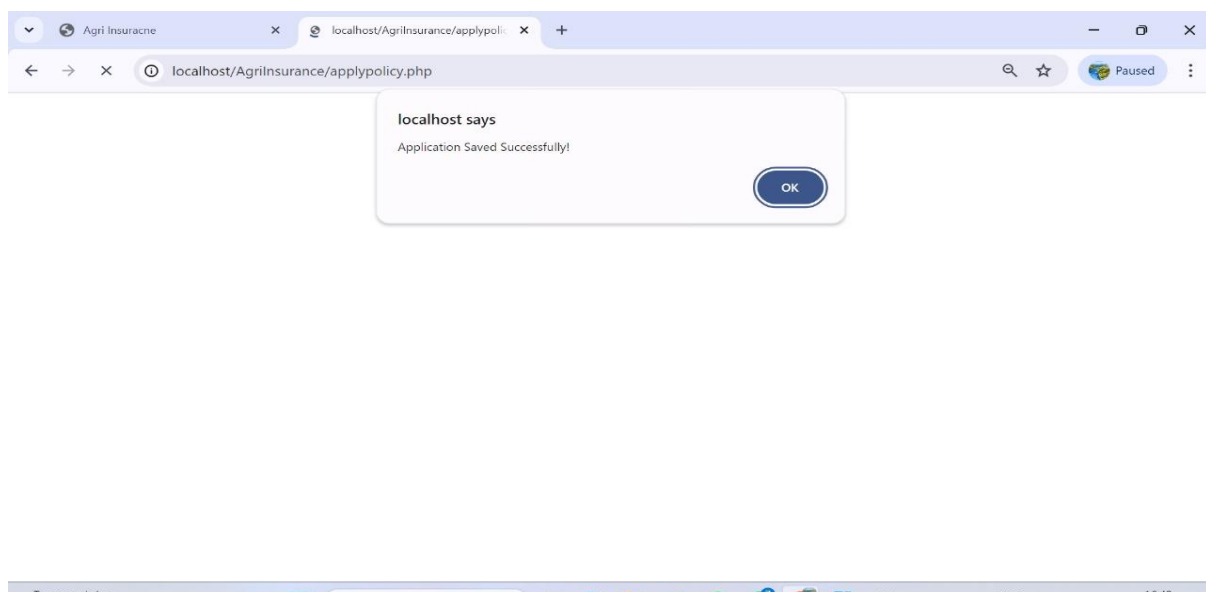 Agri Insuracne
localhost/AgriInsurance/applypolic
localhost/AgriInsurance/applypolicy.php
Paused
localhost says
Application Saved Successfully!
OK